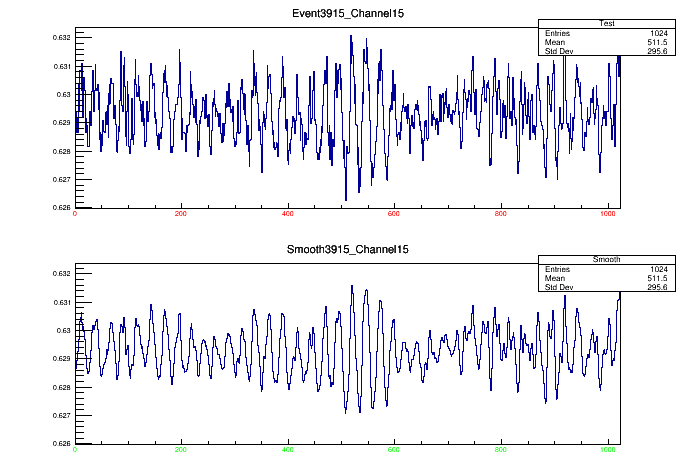 Event3915_Channel15
Test
Entries 1024
Mean 511.5
Std Dev 295.6
0.632
0.631
0.63
0.629
0.628
0.627
0.626
0 200 400 600 800 1000
Smooth3915_Channel15
Smooth
Entries 1024
Mean 511.5
Std Dev 295.6
0.632
0.631
0.63
0.629
0.628
0.627
0.626
0 200 400 600 800 1000